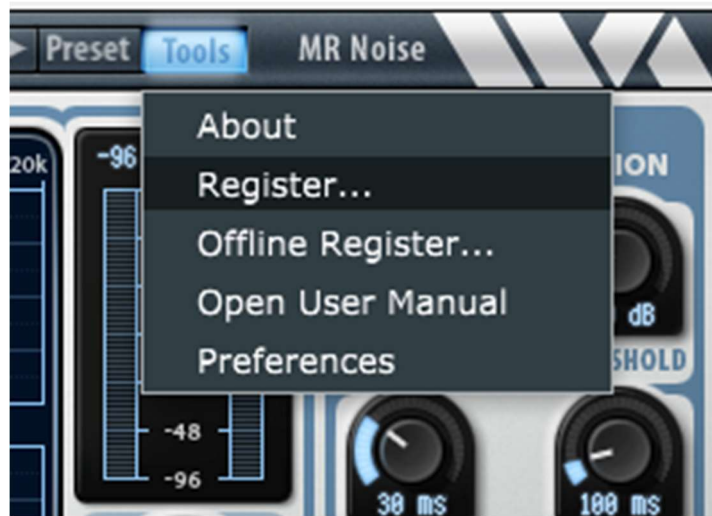 Preset Tools MR Noise
About
20k -96 ION
Register...
Offline Register...
Open User Manual
dB
Preferences
SHOLD
-48
-96
30 ms 100 ms